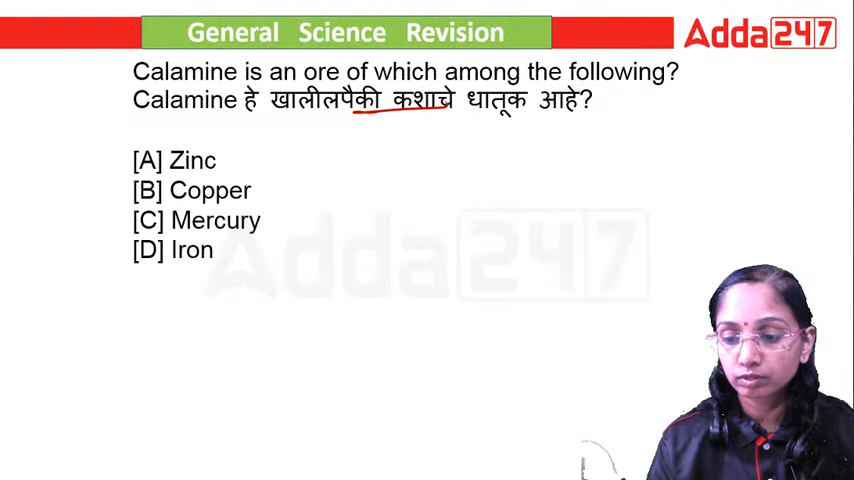 General Science Revision
Adda247
Calamine is an ore of which among the following?
Calamine हे खालीलपैकी कशाचे धातूक आहे?
[A] Zinc
[B] Copper
[C] Mercury
[D] Iron
Adda247